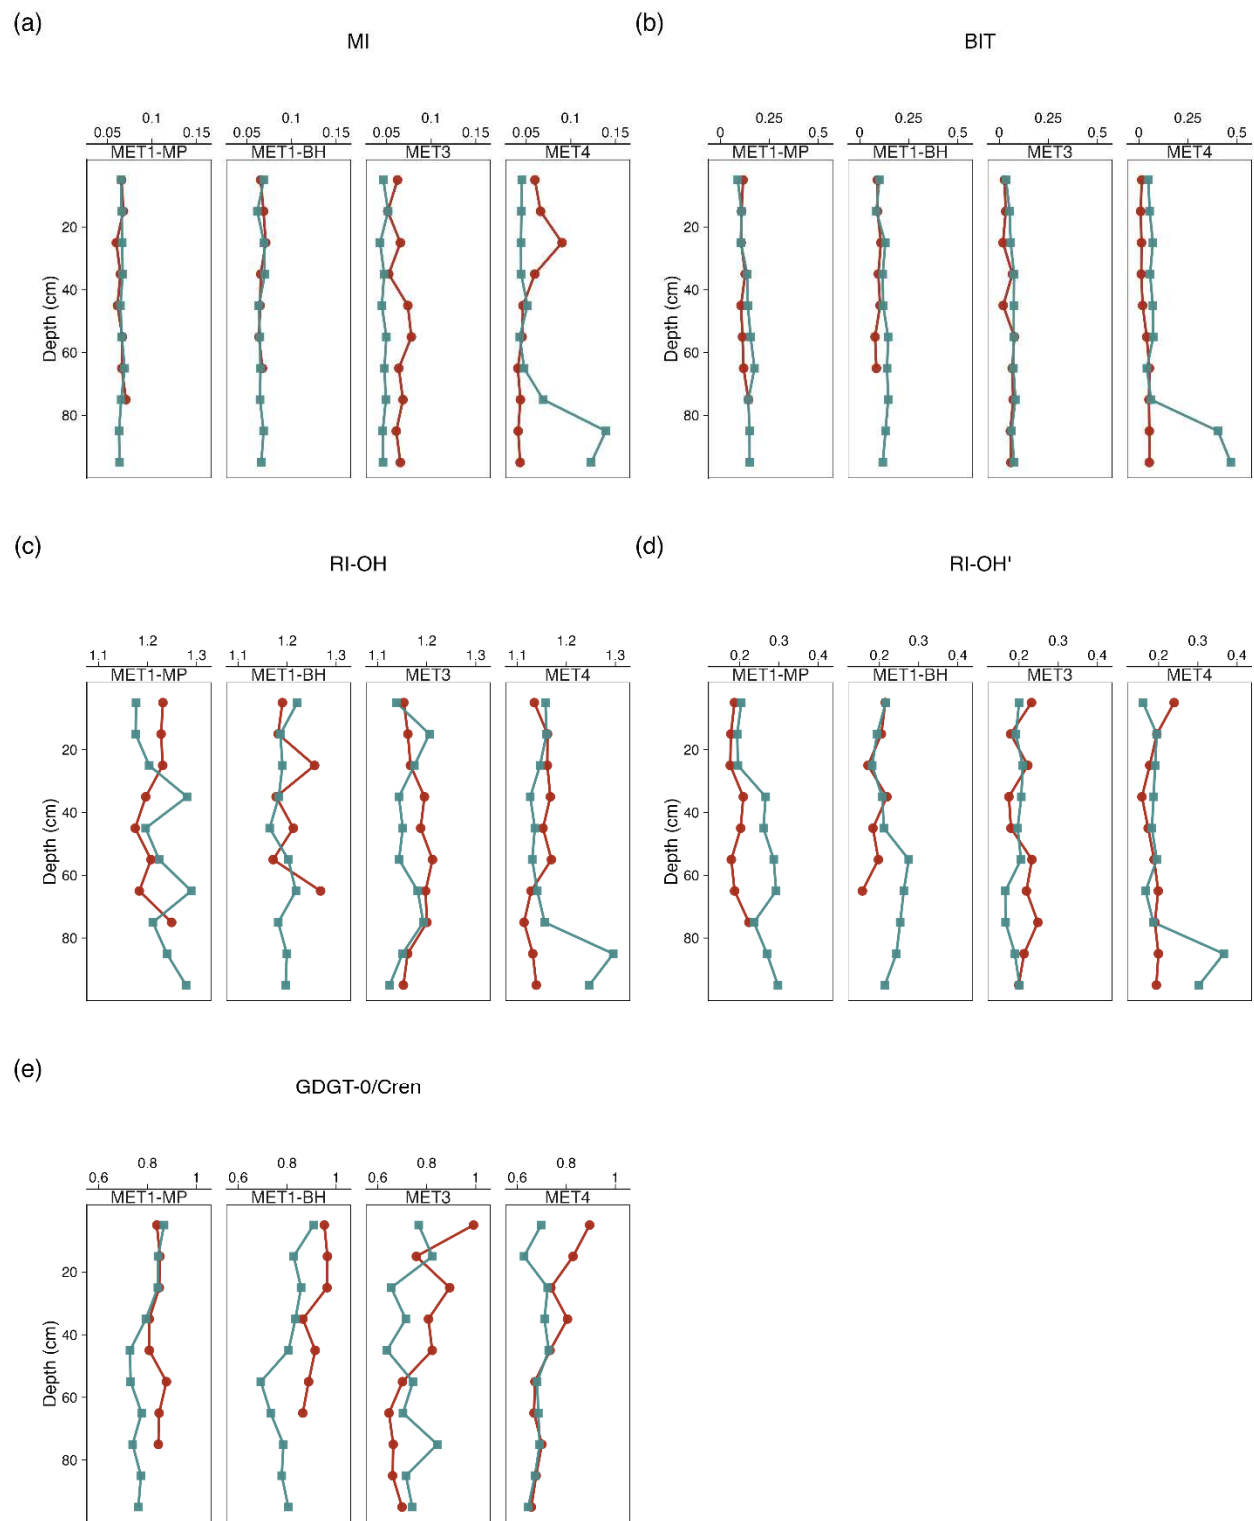 (a)
(b)
MI
BIT
0.1
0.1
0.1
0.1
0.25
0.25
0.25
0.25
0.05
0.15
0.05
0.15
0.05
0.15
0.05
0.15
0
0.5
0
0.5
0
0.5
0
0.5
MET1-MP
MET1-BH
MET3
MET4
MET1-MP
MET1-BH
MET3
MET4
20
40
60
80
Depth (cm)
20
40
60
80
Depth (cm)
(c)
(d)
RI-OH
RI-OH'
1.2
1.2
1.2
1.2
0.3
0.3
0.3
0.3
1.1
1.3
1.1
1.3
1.1
1.3
1.1
1.3
0.2
0.4
0.2
0.4
0.2
0.4
0.2
0.4
MET1-MP
MET1-BH
MET3
MET4
MET1-MP
MET1-BH
MET3
MET4
20
40
60
80
Depth (cm)
20
40
60
80
Depth (cm)
(e)
GDGT-0/Cren
0.8
0.8
0.8
0.8
0.6
1
0.6
1
0.6
1
0.6
1
MET1-MP
MET1-BH
MET3
MET4
20
40
60
80
Depth (cm)